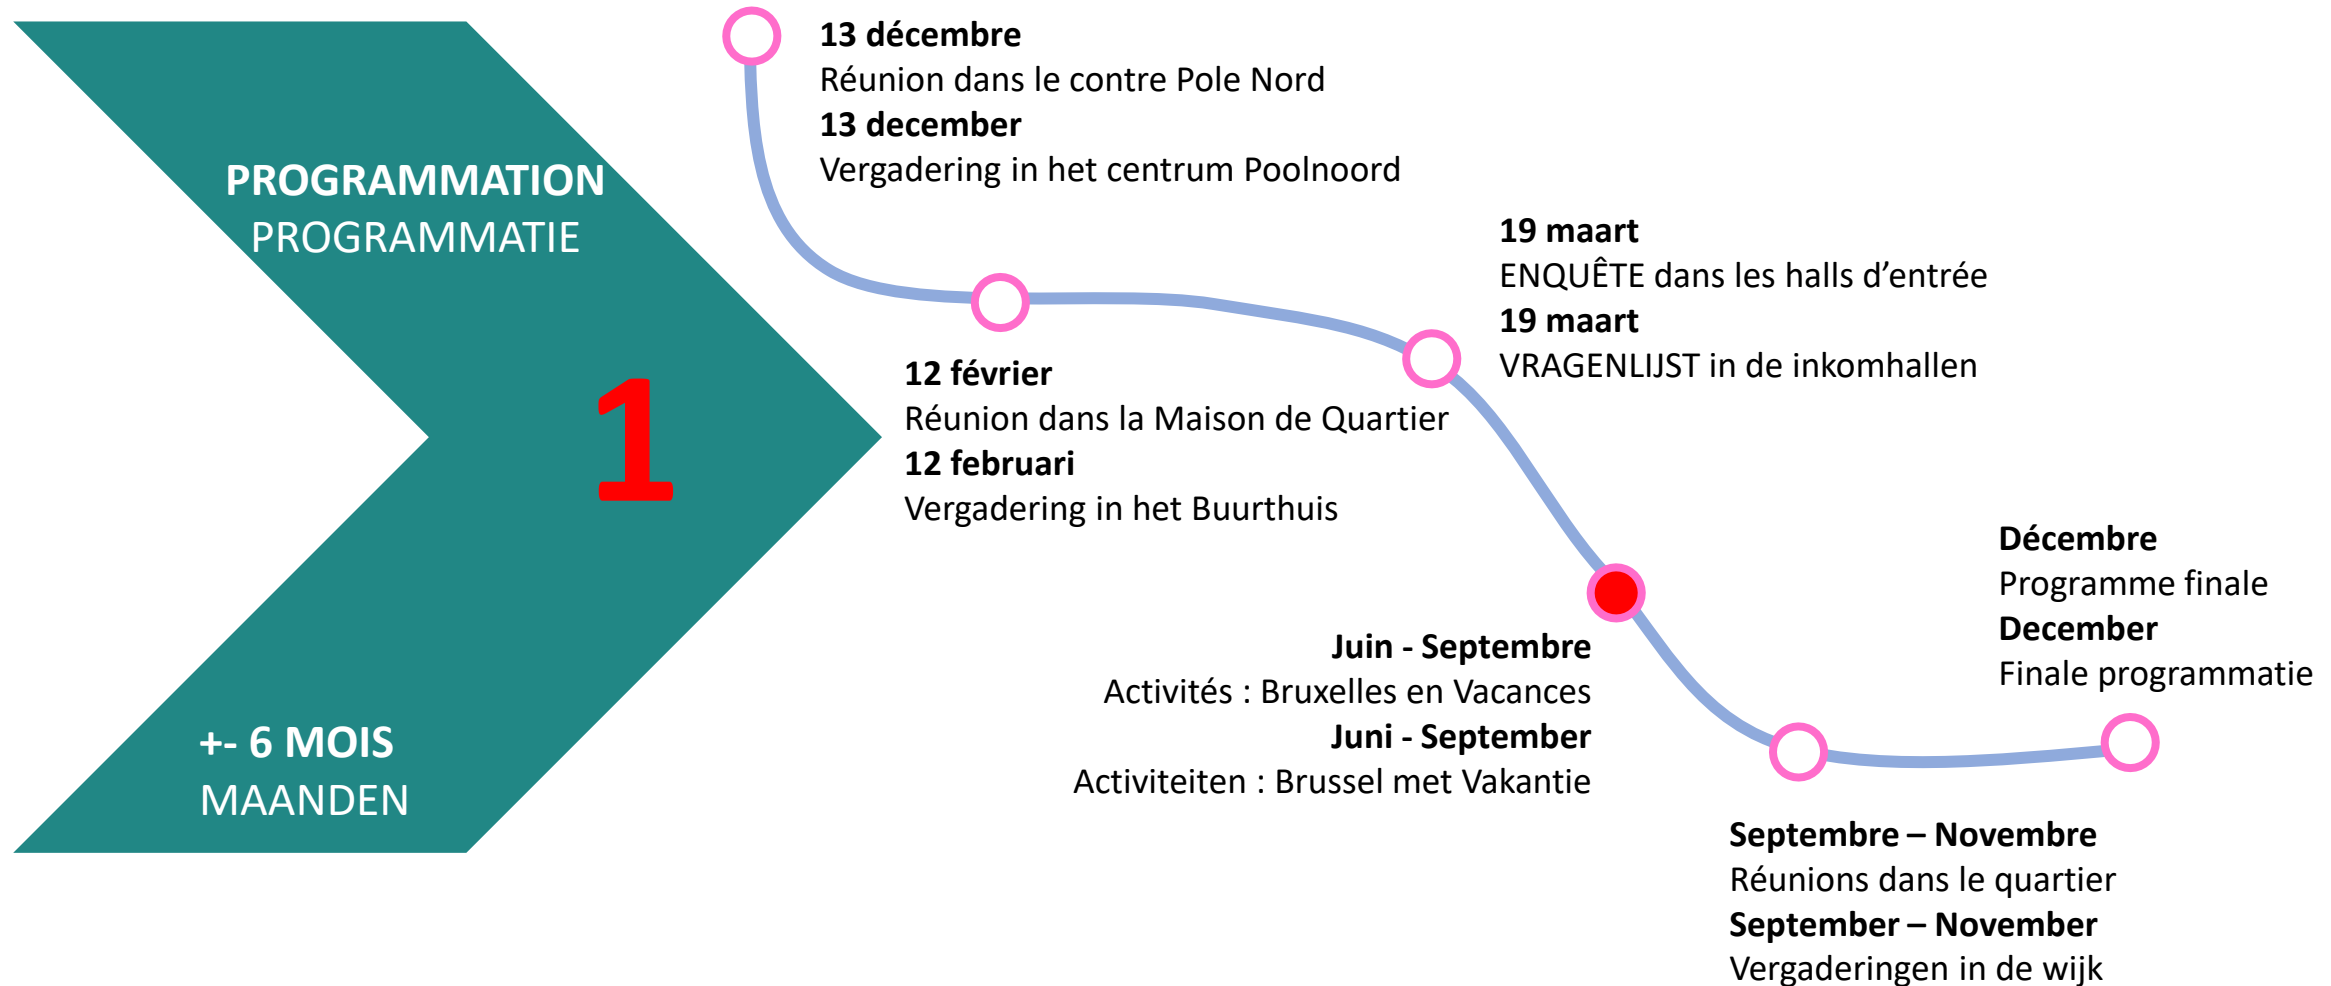 PROGRAMMATION
PROGRAMMATIE
1
+- 6 MOIS
MAANDEN
13 décembre
Réunion dans le contre Pole Nord
13 december
Vergadering in het centrum Poolnoord
12 février
Réunion dans la Maison de Quartier
12 februari
Vergadering in het Buurthuis
19 maart
ENQUÊTE dans les halls d’entrée
19 maart
VRAGENLIJST in de inkomhallen
Juin - Septembre
Activités : Bruxelles en Vacances
Juni - September
Activiteiten : Brussel met Vakantie
Septembre – Novembre
Réunions dans le quartier
September – November
Vergaderingen in de wijk
Décembre
Programme finale
December
Finale programmatie